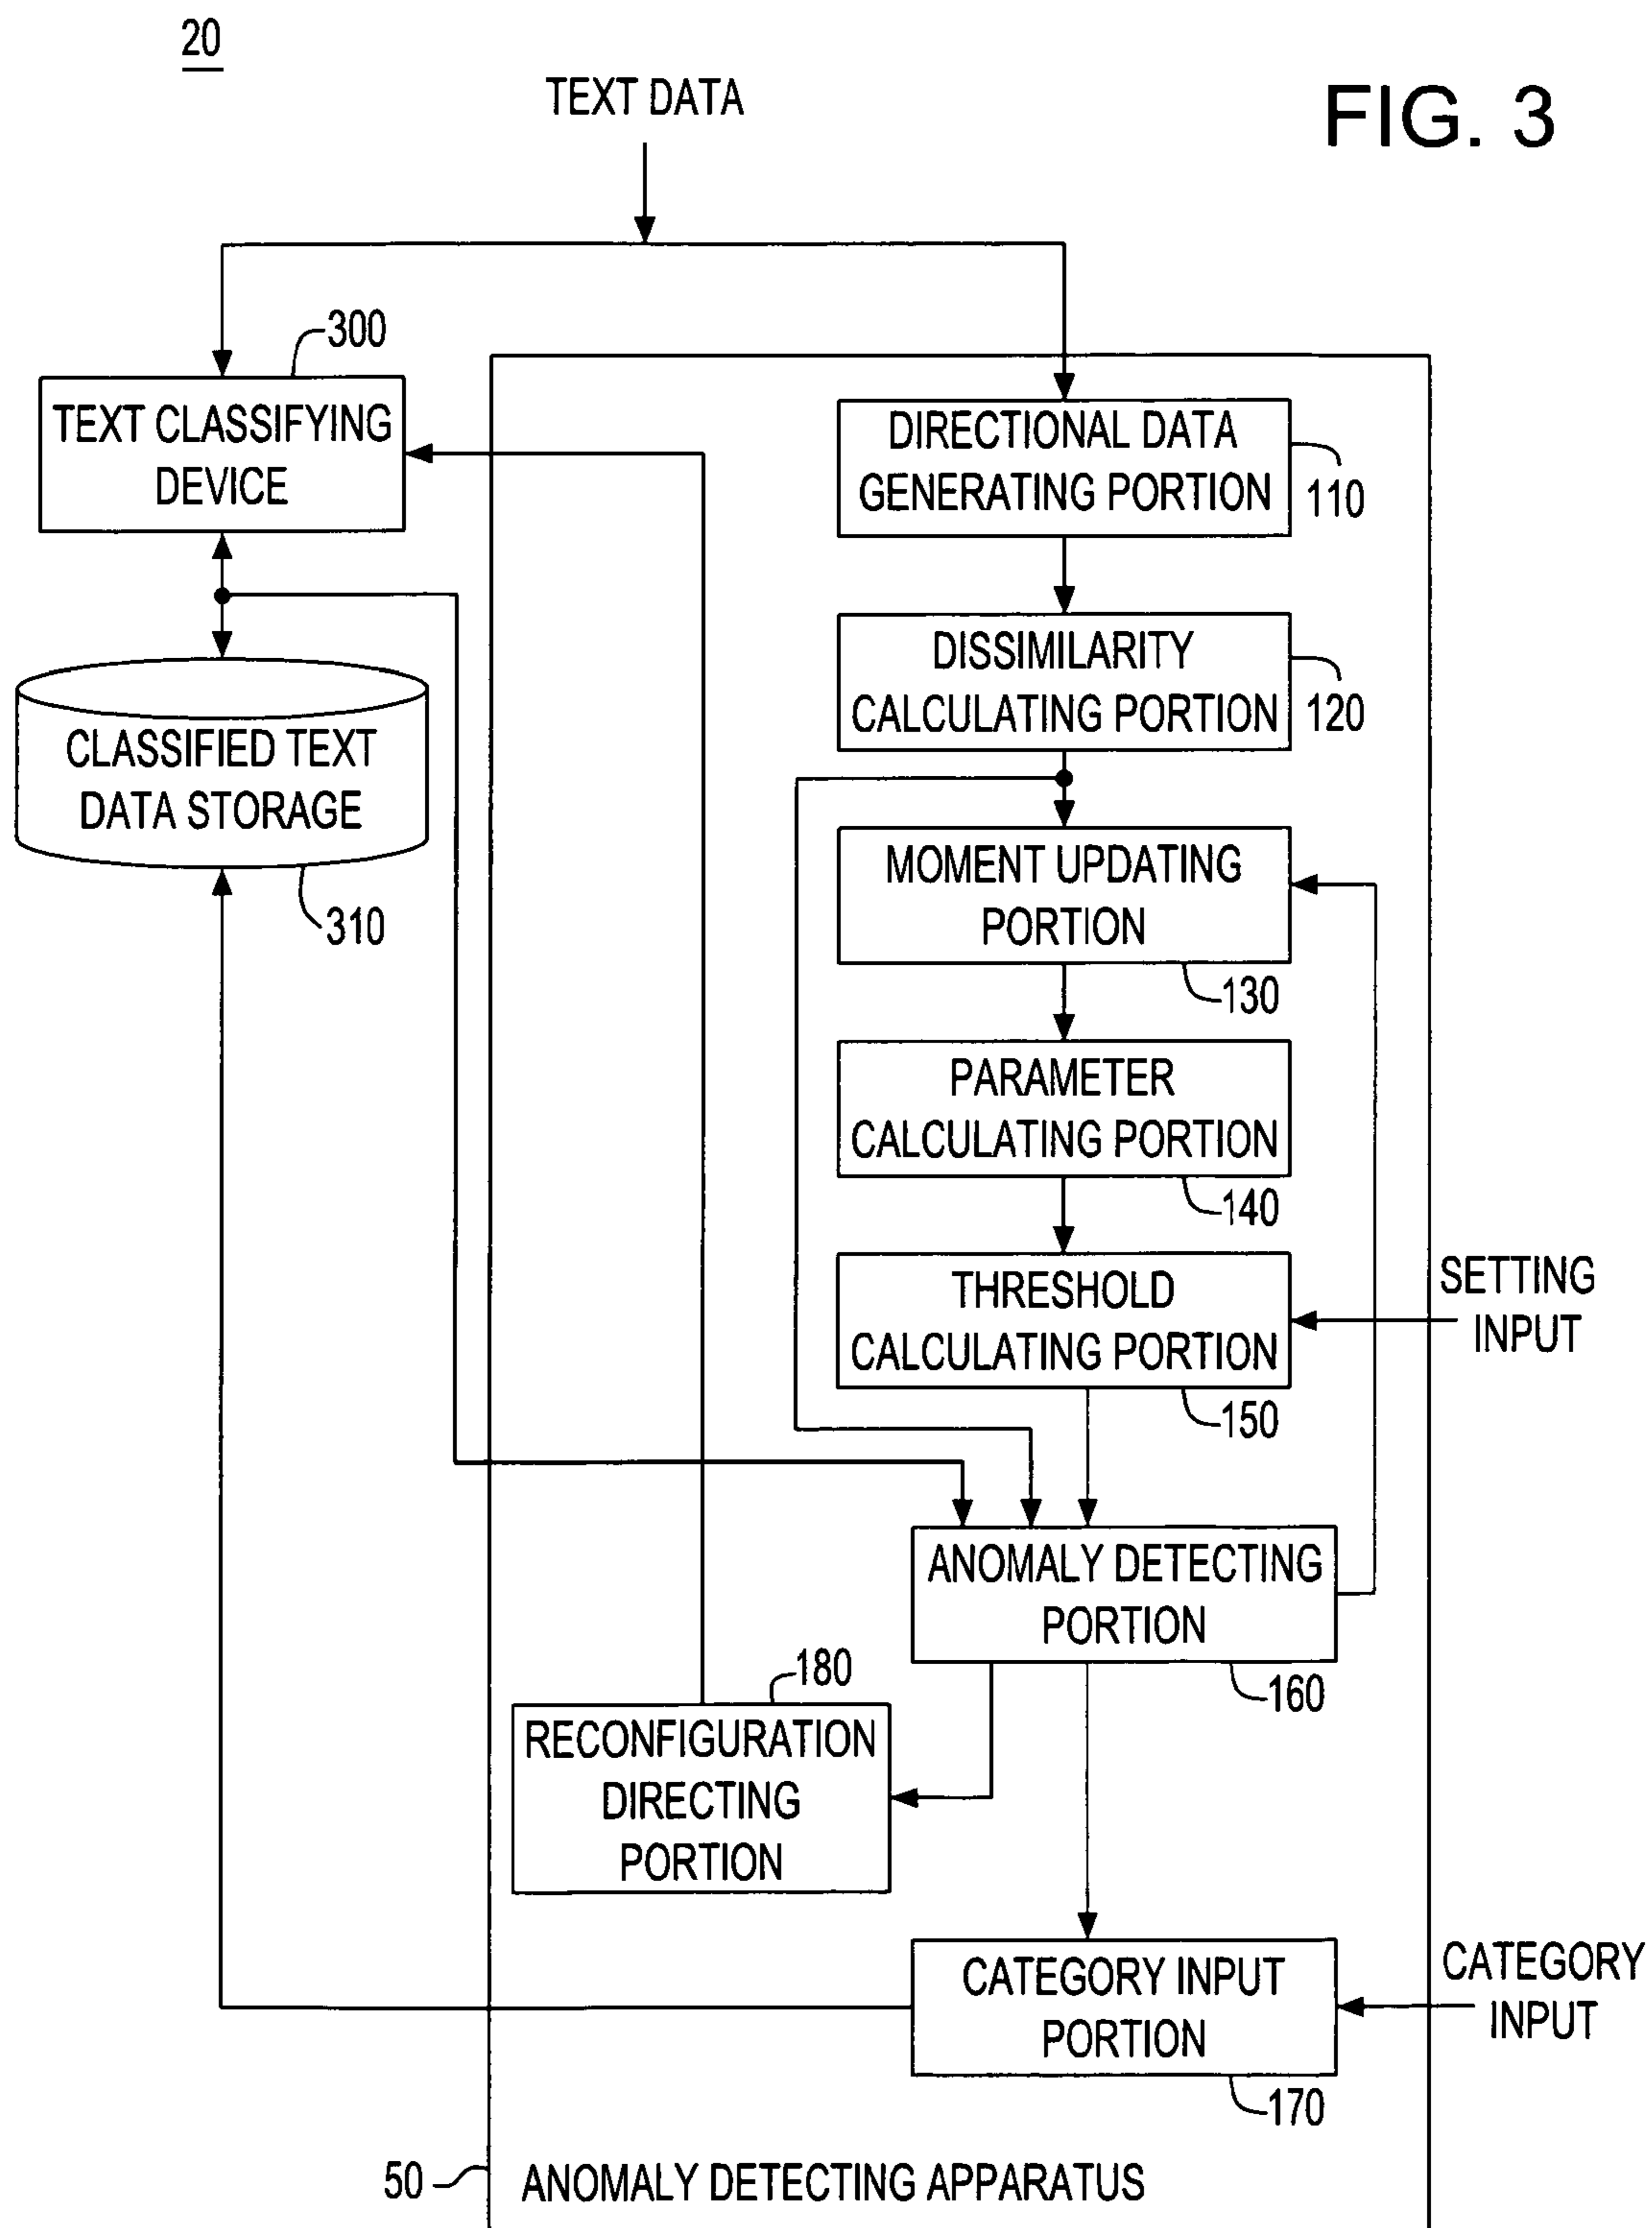 20
TEXT DATA
FIG. 3
300
TEXT CLASSIFYING
DEVICE
DIRECTIONAL DATA
GENERATING PORTION
110
DISSIMILARITY
CALCULATING PORTION
120
CLASSIFIED TEXT
DATA STORAGE
310
MOMENT UPDATING
PORTION
130
PARAMETER
CALCULATING PORTION
140
THRESHOLD
CALCULATING PORTION
150
SETTING
INPUT
ANOMALY DETECTING
PORTION
160
180
RECONFIGURATION
DIRECTING
PORTION
CATEGORY INPUT
PORTION
170
CATEGORY
INPUT
50
ANOMALY DETECTING APPARATUS